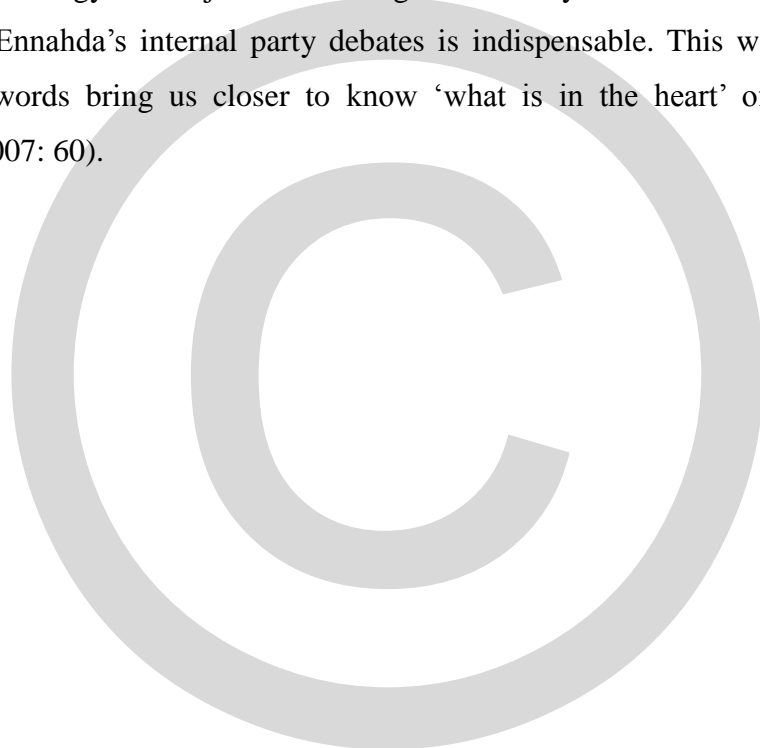 Ennahda’s internal party debates is indispensable. This w
words bring us closer to know ‘what is in the heart’ of
007: 60).
C